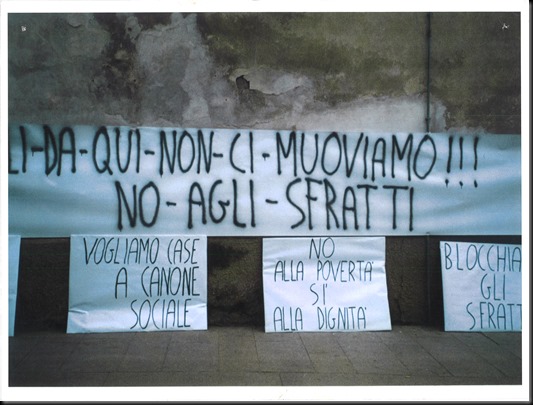 LI-DA-QUI-NON-CI-MUOVIAMO!!!
NO-AGLI-SFRATTI
VOGLIAMO CASE
A CANONE
SOCIALE
NO
ALLA POVERTA'
SI'
ALLA DIGNITA'
BLOCCHIA
GLI
SFRATT